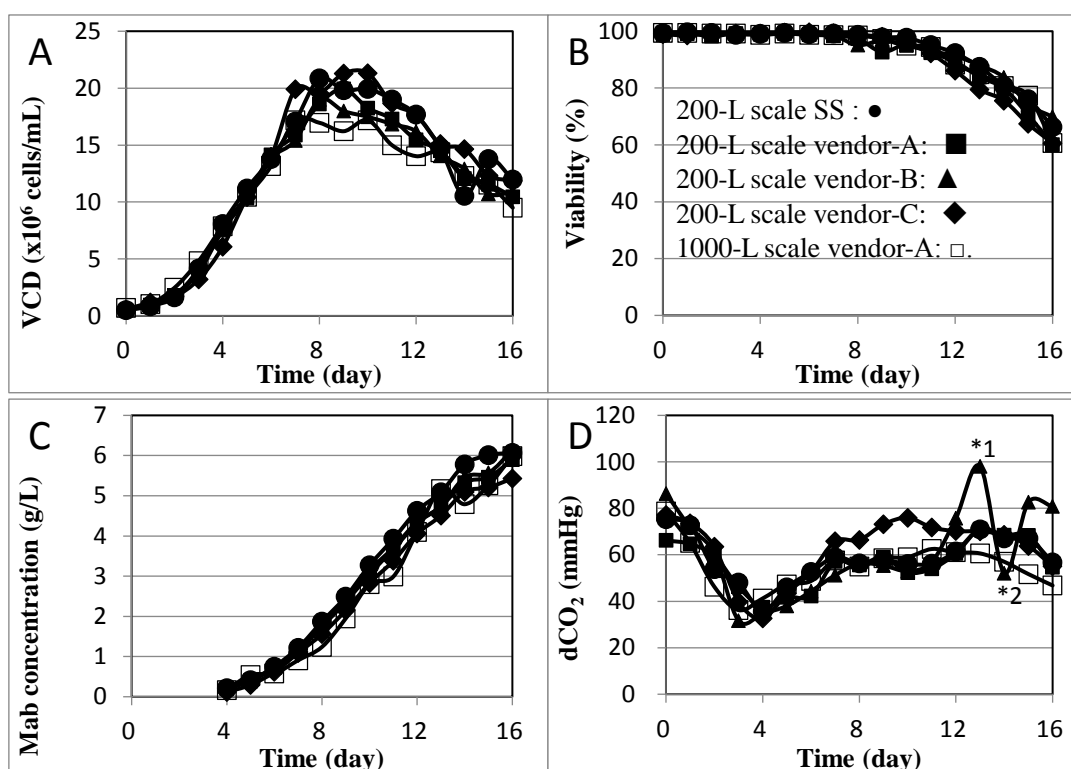 A
VCD (x10⁶ cells/mL)
25
20
15
10
5
0
0 4 8 12 16
Time (day)
B
Viability (%)
100
80
60
40
20
0
200-L scale SS : ●
200-L scale vendor-A: ■
200-L scale vendor-B: ▲
200-L scale vendor-C: ◆
1000-L scale vendor-A: □.
0 4 8 12 16
Time (day)
C
Mab concentration (g/L)
7
6
5
4
3
2
1
0
0 4 8 12 16
Time (day)
D
dCO₂ (mmHg)
120
100
80
60
40
20
0
*1
*2
0 4 8 12 16
Time (day)